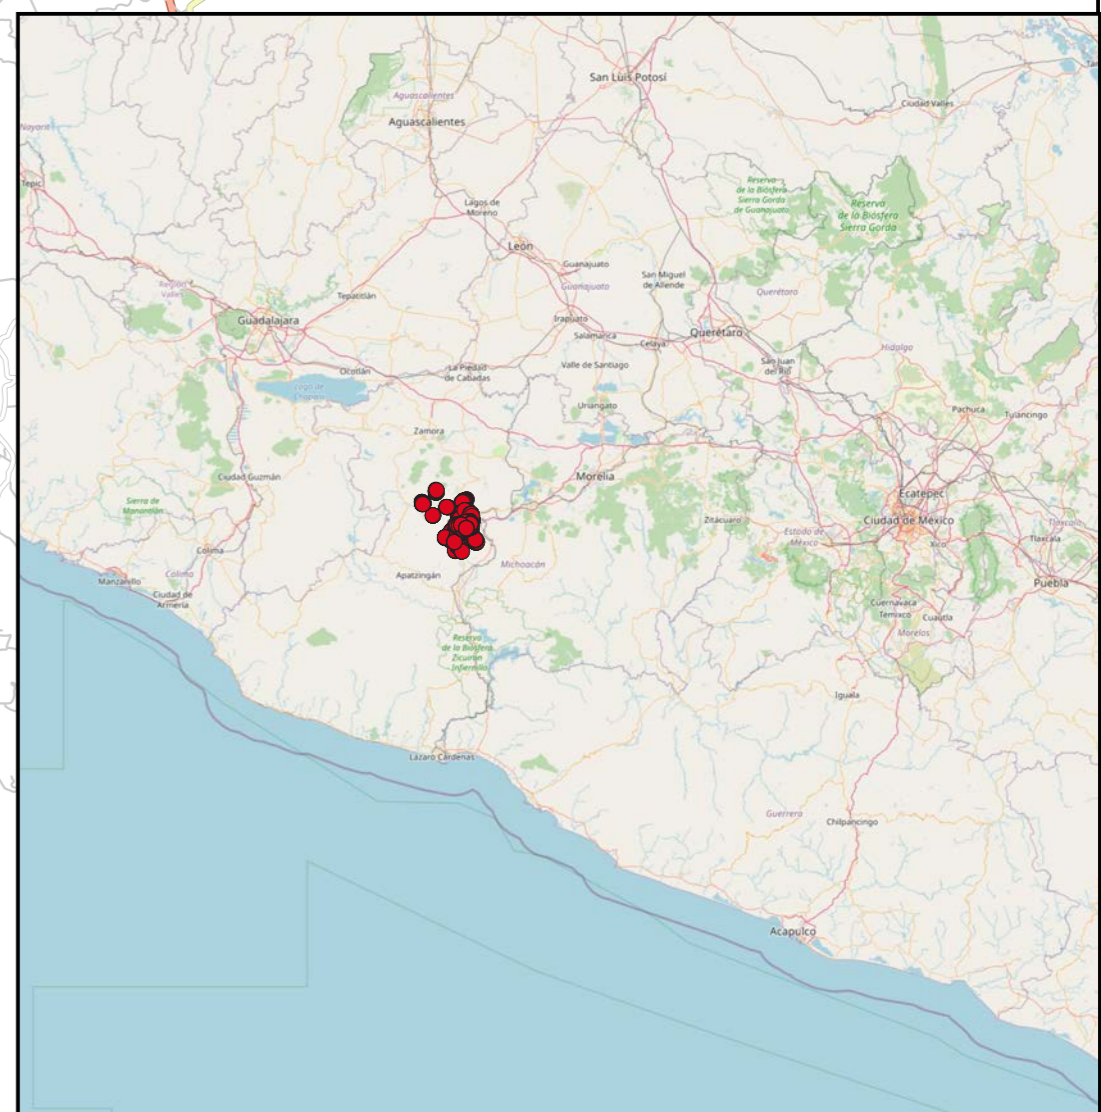 San Luis Potosí
Ciudad Valles
Aguascalientes
Aguascalientes
Nayarit
Tepic
Reserva
de la Biósfera
Sierra Gorda
de Guanajuato
Reserva
de la Biósfera
Sierra Gorda
Lagos de
Moreno
León
Guanajuato
Guanajuato
San Miguel
de Allende
Querétaro
Tepatitlán
Guadalajara
Irapuato
Salamanca
Celaya
Querétaro
Hidalgo
San Juan
del Río
Valle de Santiago
La Piedad
de Cabadas
Ocotlán
Lago de
Chapala
Uriangato
Pachuca
Tulancingo
Zamora
Ciudad Guzmán
Morelia
Ecatepec
Sierra de
Manantlán
Zitácuaro
Ciudad de México
Estado de
México
Tlaxcala
Tlaxcala
Xico
Colima
Manzanillo
Colima
Ciudad de
Armería
Apatzingán
Michoacán
Puebla
Cuernavaca
Temixco
Cuautla
Morelos
Reserva
de la Biósfera
Zicuirán
Infiernillo
Iguala
Lázaro Cárdenas
Guerrero
Chilpancingo
Acapulco